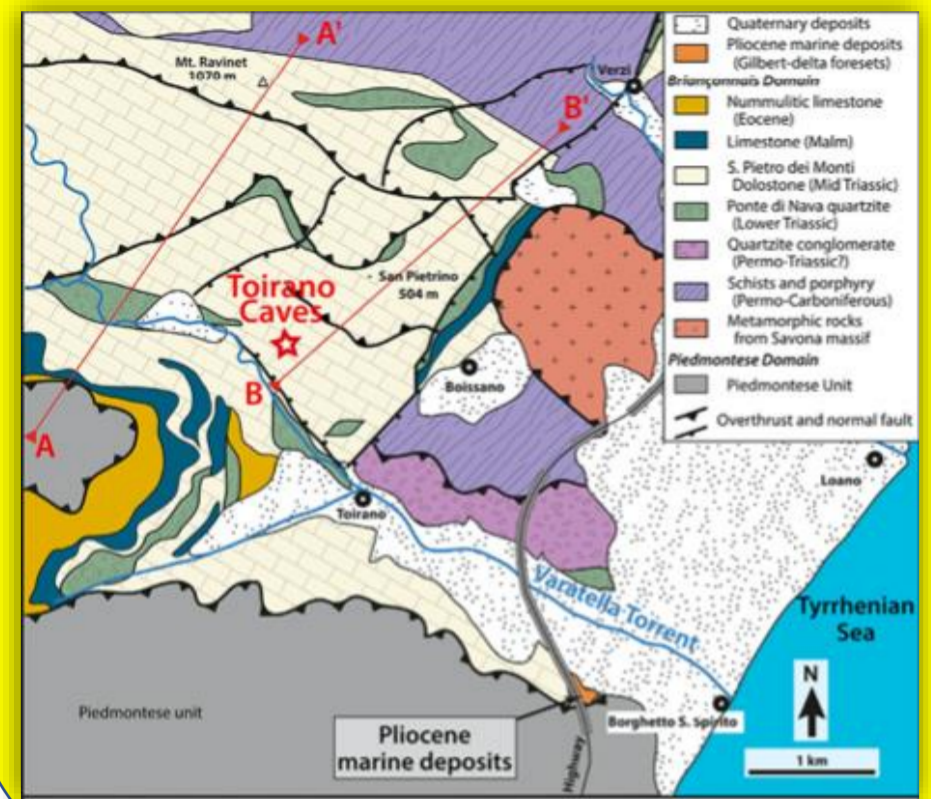 A'
Mt. Ravinet
1070 m
Verzi
B'
San Pietrino
504 m
Toirano
Caves
B
A
Boissano
Toirano
Loano
Varatella Torrent
Tyrrhenian
Sea
Piedmontese unit
Pliocene
marine deposits
Highway
Borghetto S. Spirito
N
1 km
Quaternary deposits
Pliocene marine deposits
(Gilbert-delta foresets)
Briançonnais Domain
Nummulitic limestone
(Eocene)
Limestone (Malm)
S. Pietro dei Monti
Dolostone (Mid Triassic)
Ponte di Nava quartzite
(Lower Triassic)
Quartzite conglomerate
(Permo-Triassic?)
Schists and porphyry
(Permo-Carboniferous)
Metamorphic rocks
from Savona massif
Piedmontese Domain
Piedmontese Unit
Overthrust and normal fault